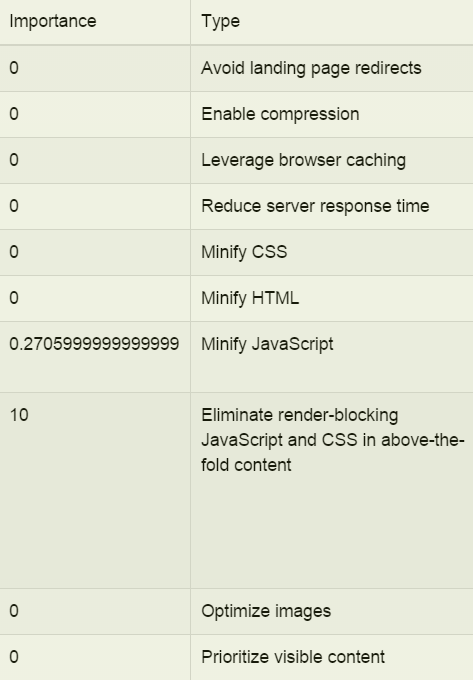 Importance Type
0 Avoid landing page redirects
0 Enable compression
0 Leverage browser caching
0 Reduce server response time
0 Minify CSS
0 Minify HTML
0.2705999999999999 Minify JavaScript
10 Eliminate render-blocking
JavaScript and CSS in above-the-
fold content
0 Optimize images
0 Prioritize visible content